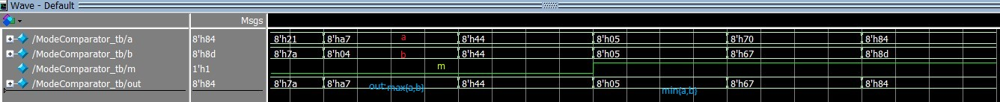 Wave - Default
Msgs
/ModeComparator_tb/a 8'h84 8'h21 8'ha7 a 8'h44 8'h05 8'h70 8'h84
/ModeComparator_tb/b 8'h8d 8'h7a 8'h04 b 8'h44 8'h05 8'h67 8'h8d
/ModeComparator_tb/m 1'h1 m
/ModeComparator_tb/out 8'h84 8'h7a 8'ha7 out:max{a,b} 8'h44 8'h05 min{a,b} 8'h67 8'h84